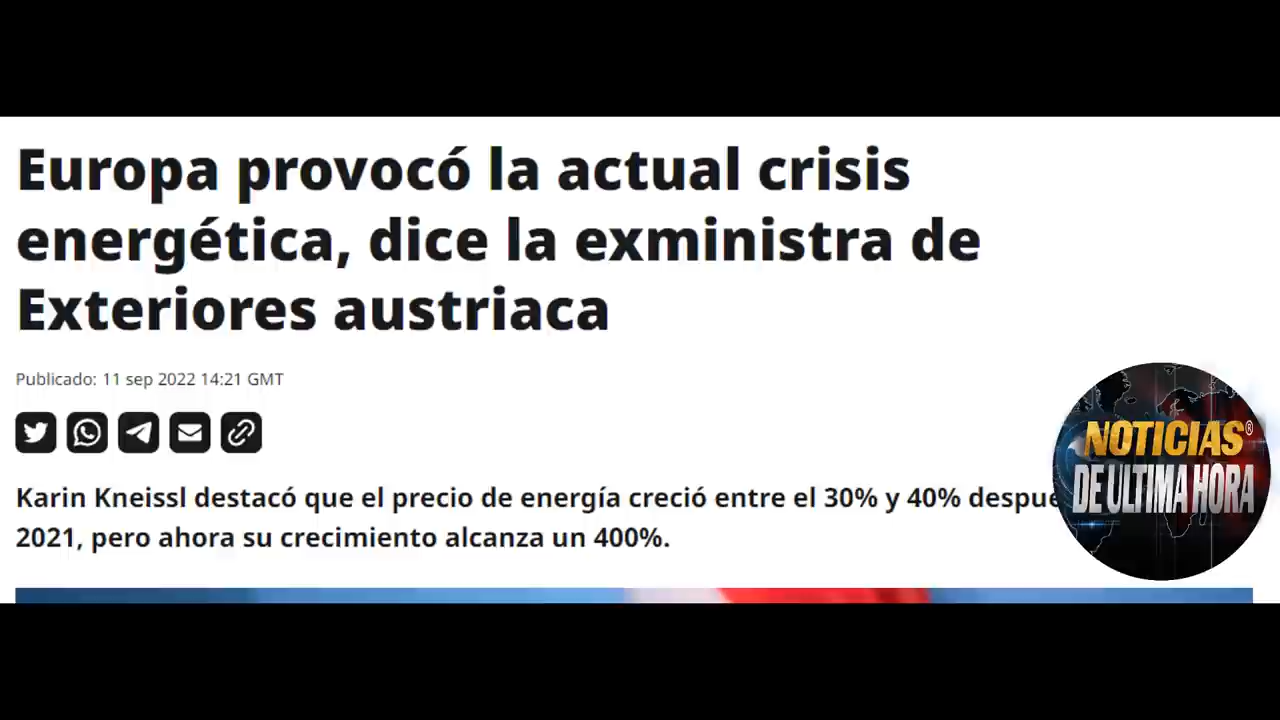 Europa provocó la actual crisis
energética, dice la exministra de
Exteriores austriaca
Publicado: 11 sep 2022 14:21 GMT
Karin Kneissl destacó que el precio de energía creció entre el 30% y 40%
2021, pero ahora su crecimiento alcanza un 400%.
NOTICIAS®
DE ULTIMA HORA